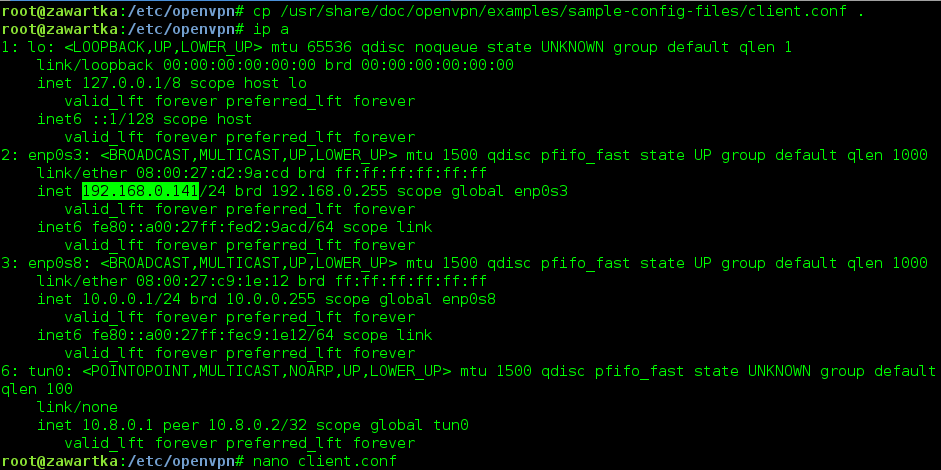 root@zawartka:/etc/openvpn# cp /usr/share/doc/openvpn/examples/sample-config-files/client.conf .
root@zawartka:/etc/openvpn# ip a
1: lo: <LOOPBACK,UP,LOWER_UP> mtu 65536 qdisc noqueue state UNKNOWN group default qlen 1
    link/loopback 00:00:00:00:00:00 brd 00:00:00:00:00:00
    inet 127.0.0.1/8 scope host lo
       valid_lft forever preferred_lft forever
    inet6 ::1/128 scope host
       valid_lft forever preferred_lft forever
2: enp0s3: <BROADCAST,MULTICAST,UP,LOWER_UP> mtu 1500 qdisc pfifo_fast state UP group default qlen 1000
    link/ether 08:00:27:d2:9a:cd brd ff:ff:ff:ff:ff:ff
    inet 192.168.0.141/24 brd 192.168.0.255 scope global enp0s3
       valid_lft forever preferred_lft forever
    inet6 fe80::a00:27ff:fed2:9acd/64 scope link
       valid_lft forever preferred_lft forever
3: enp0s8: <BROADCAST,MULTICAST,UP,LOWER_UP> mtu 1500 qdisc pfifo_fast state UP group default qlen 1000
    link/ether 08:00:27:c9:1e:12 brd ff:ff:ff:ff:ff:ff
    inet 10.0.0.1/24 brd 10.0.0.255 scope global enp0s8
       valid_lft forever preferred_lft forever
    inet6 fe80::a00:27ff:fec9:1e12/64 scope link
       valid_lft forever preferred_lft forever
6: tun0: <POINTOPOINT,MULTICAST,NOARP,UP,LOWER_UP> mtu 1500 qdisc pfifo_fast state UNKNOWN group default
qlen 100
    link/none
    inet 10.8.0.1 peer 10.8.0.2/32 scope global tun0
       valid_lft forever preferred_lft forever
root@zawartka:/etc/openvpn# nano client.conf